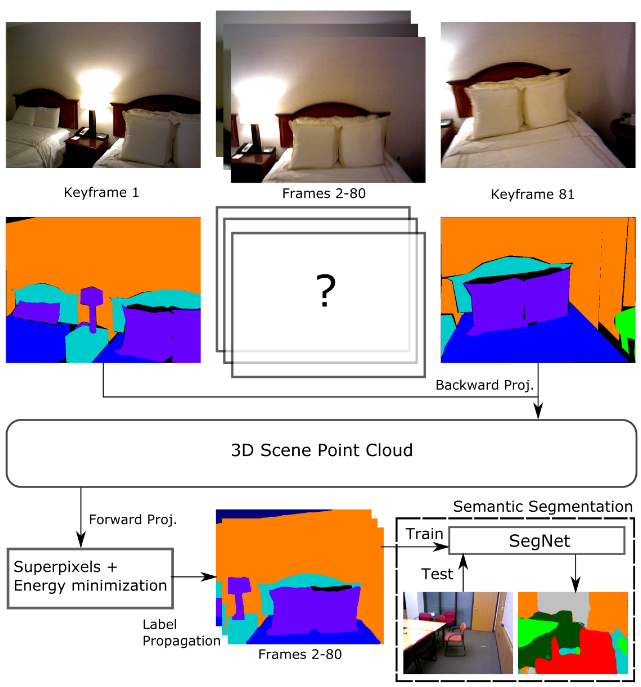 Keyframe 1
Frames 2-80
Keyframe 81
?
Backward Proj.
3D Scene Point Cloud
Forward Proj.
Semantic Segmentation
Superpixels +
Energy minimization
Train
SegNet
Test
Label
Propagation
Frames 2-80